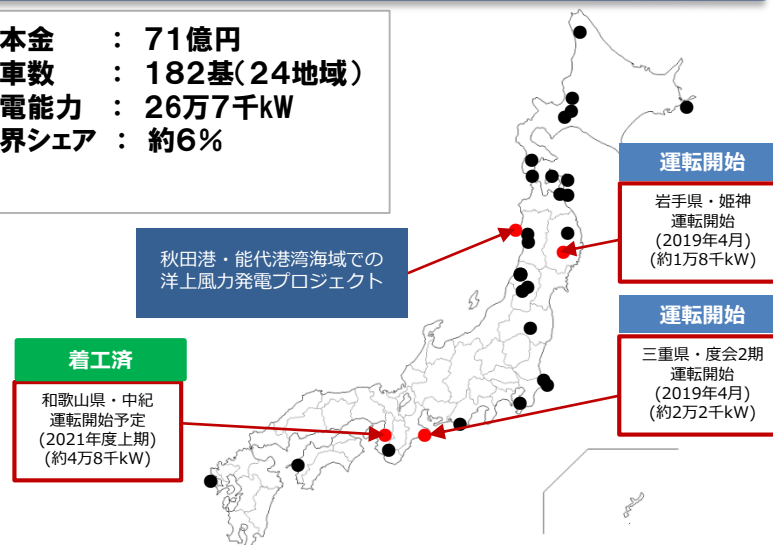 本金 : 71億円
車数 : 182基(24地域)
電能力 : 26万7千kW
界シェア : 約6%
運転開始
岩手県・姫神
運転開始
(2019年4月)
(約1万8千kW)
秋田港・能代港湾海域での
洋上風力発電プロジェクト
運転開始
三重県・度会2期
運転開始
(2019年4月)
(約2万2千kW)
着工済
和歌山県・中紀
運転開始予定
(2021年度上期)
(約4万8千kW)